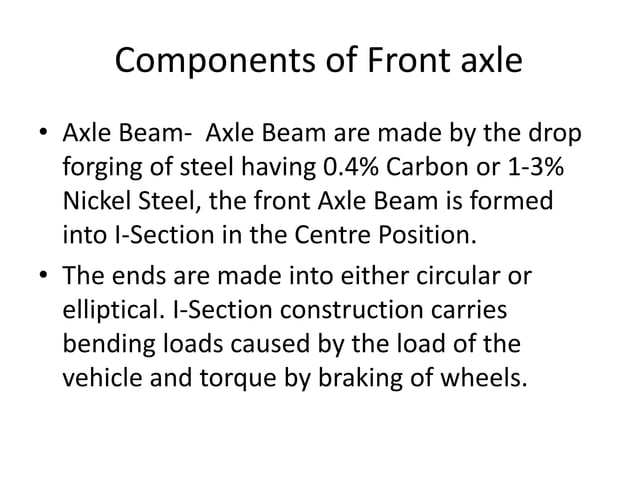 Components of Front axle
• Axle Beam-  Axle Beam are made by the drop
forging of steel having 0.4% Carbon or 1-3%
Nickel Steel, the front Axle Beam is formed
into I-Section in the Centre Position.
• The ends are made into either circular or
elliptical. I-Section construction carries
bending loads caused by the load of the
vehicle and torque by braking of wheels.